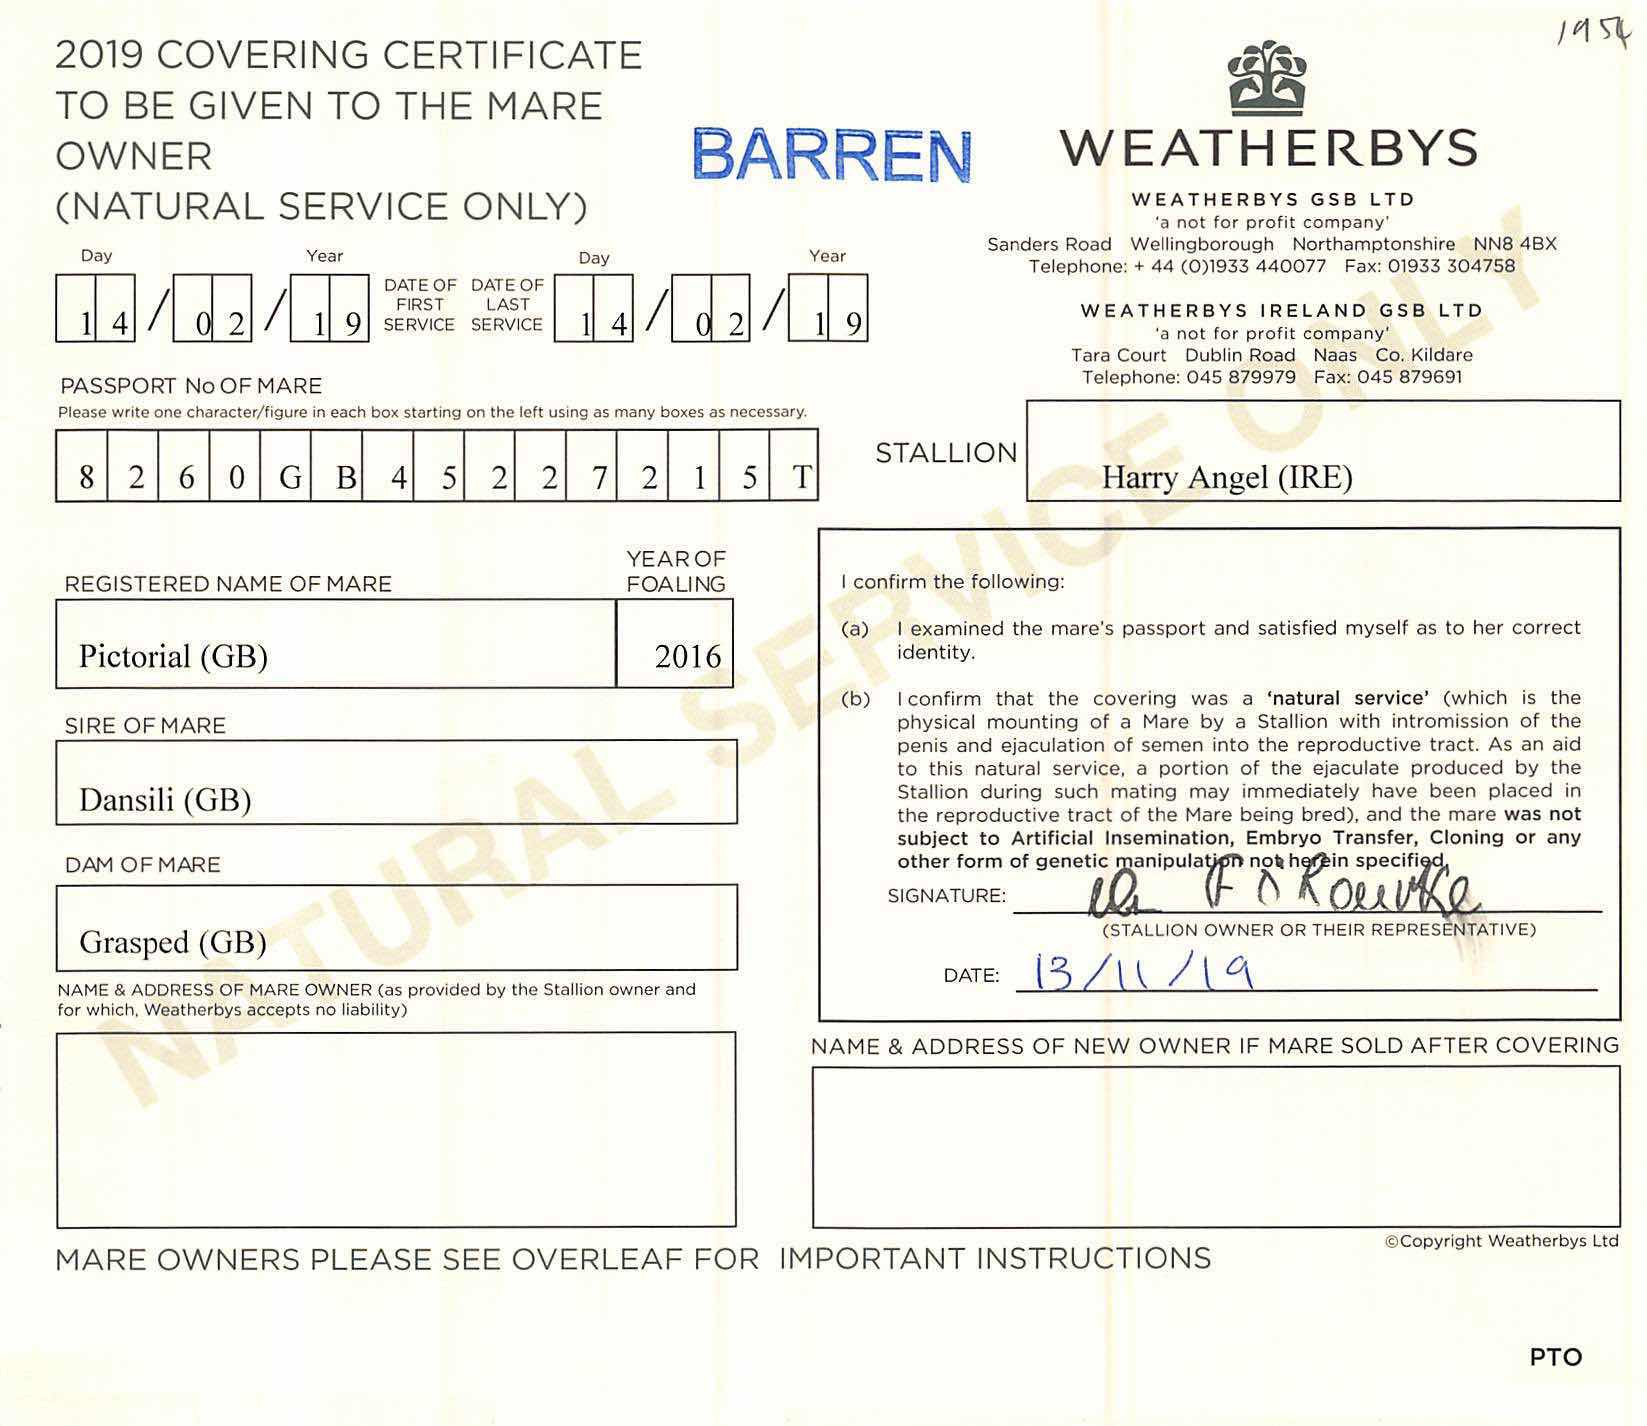 1954
2019 COVERING CERTIFICATE
TO BE GIVEN TO THE MARE
OWNER
(NATURAL SERVICE ONLY)
BARREN
WEATHERBYS
WEATHERBYS GSB LTD
'a not for profit company'
Sanders Road Wellingborough Northamptonshire NN8 4BX
Telephone: + 44 (0)1933 440077 Fax: 01933 304758
WEATHERBYS IRELAND GSB LTD
'a not for profit company'
Tara Court Dublin Road Naas Co. Kildare
Telephone: 045 879979 Fax: 045 879691
Day Year
14/02/19
DATE OF FIRST SERVICE
DATE OF LAST SERVICE
Day Year
14/02/19
PASSPORT No OF MARE
Please write one character/figure in each box starting on the left using as many boxes as necessary.
8260GB45227215T
STALLION
Harry Angel (IRE)
REGISTERED NAME OF MARE
YEAR OF FOALING
Pictorial (GB)
2016
SIRE OF MARE
Dansili (GB)
DAM OF MARE
Grasped (GB)
NAME & ADDRESS OF MARE OWNER (as provided by the Stallion owner and
for which, Weatherbys accepts no liability)
I confirm the following:
(a) I examined the mare's passport and satisfied myself as to her correct
identity.
(b) I confirm that the covering was a 'natural service' (which is the
physical mounting of a Mare by a Stallion with intromission of the
penis and ejaculation of semen into the reproductive tract. As an aid
to this natural service, a portion of the ejaculate produced by the
Stallion during such mating may immediately have been placed in
the reproductive tract of the Mare being bred), and the mare was not
subject to Artificial Insemination, Embryo Transfer, Cloning or any
other form of genetic manipulation not herein specified.
SIGNATURE:
(STALLION OWNER OR THEIR REPRESENTATIVE)
DATE: 13/11/19
NAME & ADDRESS OF NEW OWNER IF MARE SOLD AFTER COVERING
©Copyright Weatherbys Ltd
MARE OWNERS PLEASE SEE OVERLEAF FOR IMPORTANT INSTRUCTIONS
PTO
NATURAL SERVICE ONLY